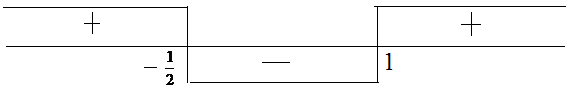 + +
− 1/2 — 1